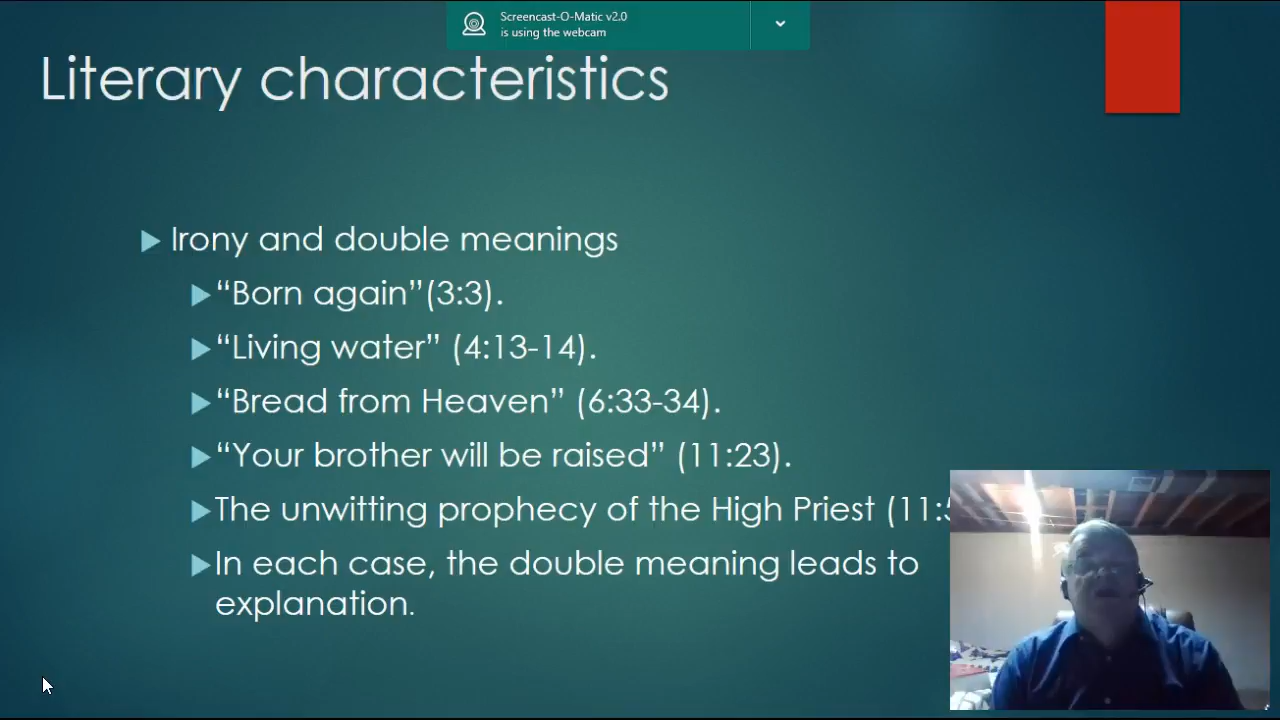 Screencast-O-Matic v2.0
is using the webcam
Literary characteristics
Irony and double meanings
“Born again”(3:3).
“Living water” (4:13-14).
“Bread from Heaven” (6:33-34).
“Your brother will be raised” (11:23).
The unwitting prophecy of the High Priest
In each case, the double meaning leads to
explanation.